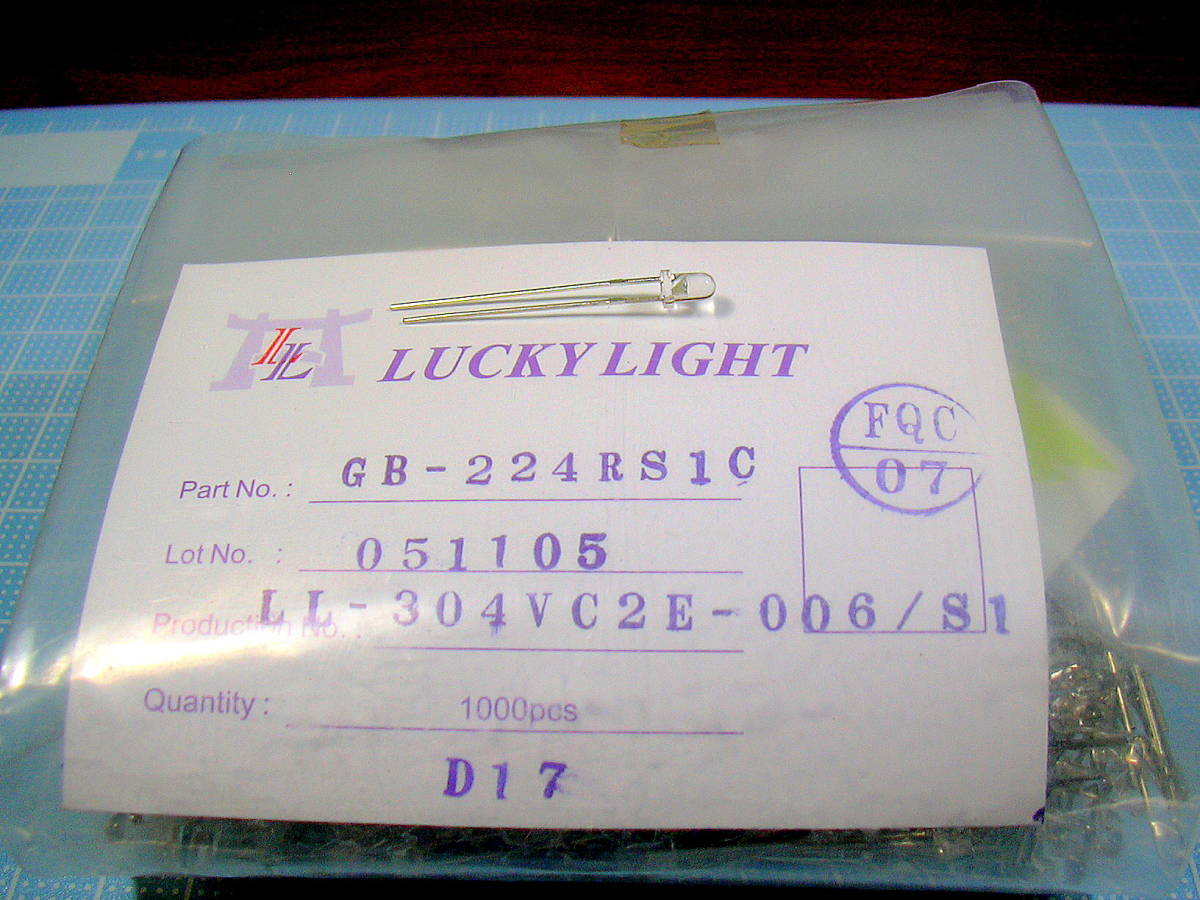 LL
LUCKY LIGHT
FQC
07
Part No. : GB-224RS1C
Lot No. : 051105
Production No. : LL-304VC2E-006/S1
Quantity : 1000pcs
D17